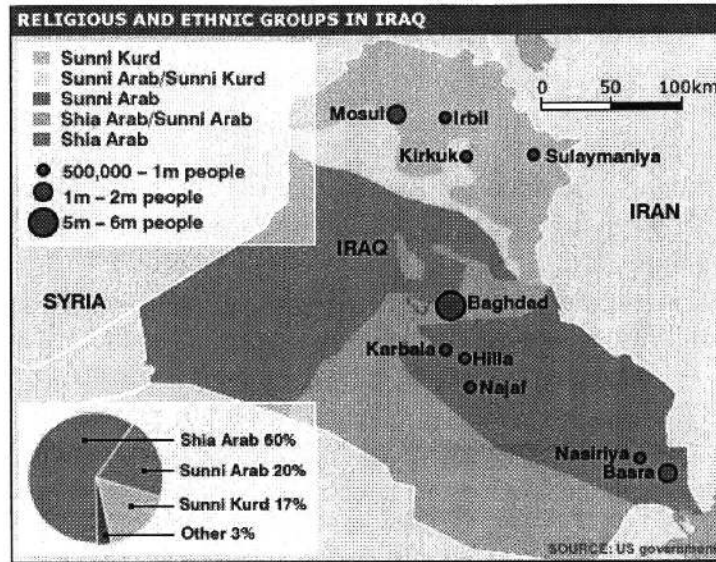 RELIGIOUS AND ETHNIC GROUPS IN IRAQ
Sunni Kurd
Sunni Arab/Sunni Kurd
Sunni Arab
Shia Arab/Sunni Arab
Shia Arab
500,000 – 1m people
1m – 2m people
5m – 6m people
0 50 100km
Mosul
Irbil
Kirkuk
Sulaymaniya
IRAN
IRAQ
SYRIA
Baghdad
Karbala
Hilla
Najaf
Nasiriya
Basra
Shia Arab 60%
Sunni Arab 20%
Sunni Kurd 17%
Other 3%
SOURCE: US government